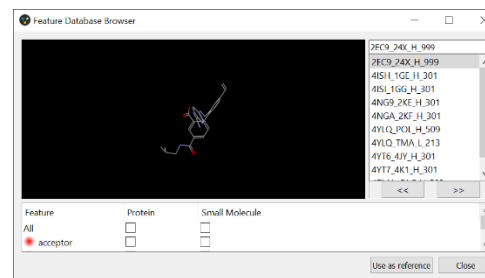 Feature Database Browser
2EC9_24X_H_999
2EC9_24X_H_999
4ISH_1GE_H_301
4ISI_1GG_H_301
4NG9_2KE_H_301
4NGA_2KF_H_301
4YLQ_POL_H_509
4YLQ_TMA_L_213
4YT6_4JY_H_301
4YT7_4K1_H_301
<< >>
Feature Protein Small Molecule
All
acceptor
Use as reference Close